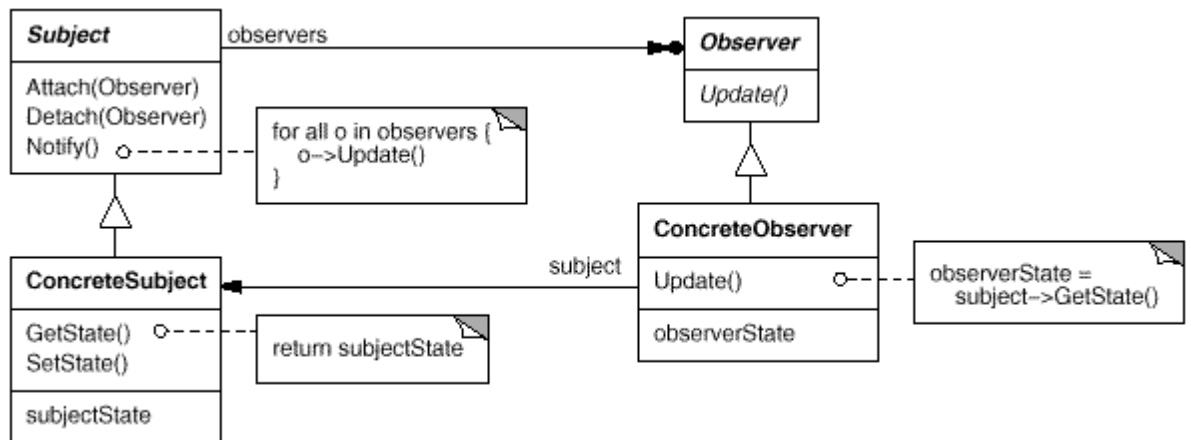 Subject
observers
Observer
Attach(Observer)
Detach(Observer)
Notify()
Update()
for all o in observers {
o->Update()
}
ConcreteObserver
ConcreteSubject
subject
Update()
observerState =
subject->GetState()
GetState()
SetState()
return subjectState
observerState
subjectState